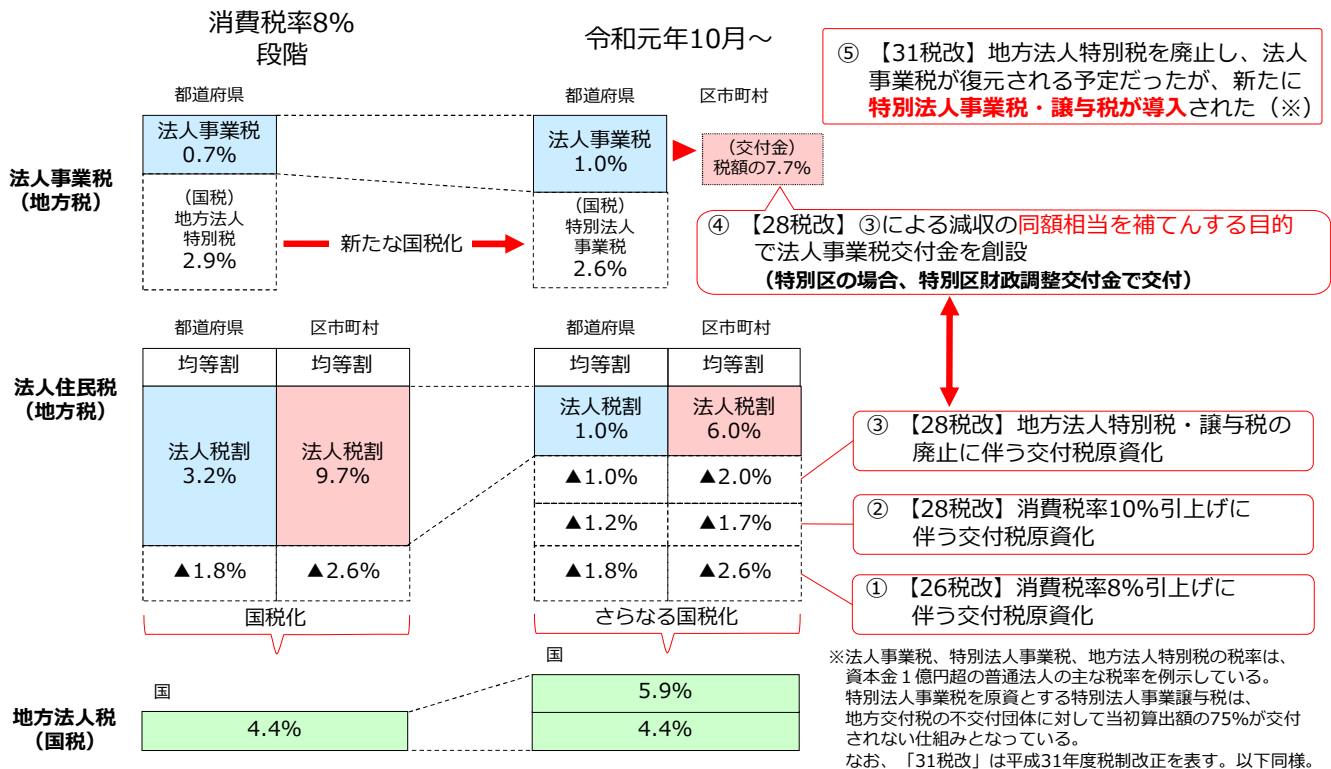 消費税率8%
段階
令和元年10月～
⑤ 【31税改】地方法人特別税を廃止し、法人
事業税が復元される予定だったが、新たに
特別法人事業税・譲与税が導入された（※）
都道府県
都道府県
区市町村
法人事業税
（地方税）
法人事業税
0.7%
（国税）
地方法人
特別税
2.9%
新たな国税化
法人事業税
1.0%
（国税）
特別法人
事業税
2.6%
（交付金）
税額の7.7%
④ 【28税改】③による減収の同額相当を補てんする目的
で法人事業税交付金を創設
（特別区の場合、特別区財政調整交付金で交付）
都道府県
区市町村
都道府県
区市町村
法人住民税
（地方税）
均等割
均等割
均等割
均等割
法人税割
3.2%
法人税割
9.7%
法人税割
1.0%
法人税割
6.0%
▲1.0%
▲2.0%
▲1.2%
▲1.7%
▲1.8%
▲2.6%
▲1.8%
▲2.6%
③ 【28税改】地方法人特別税・譲与税の
廃止に伴う交付税原資化
② 【28税改】消費税率10%引上げに
伴う交付税原資化
① 【26税改】消費税率8%引上げに
伴う交付税原資化
国税化
さらなる国税化
地方法人税
（国税）
国
4.4%
国
5.9%
4.4%
※法人事業税、特別法人事業税、地方法人特別税の税率は、
資本金１億円超の普通法人の主な税率を例示している。
特別法人事業税を原資とする特別法人事業譲与税は、
地方交付税の不交付団体に対して当初算出額の75%が交付
されない仕組みとなっている。
なお、「31税改」は平成31年度税制改正を表す。以下同様。